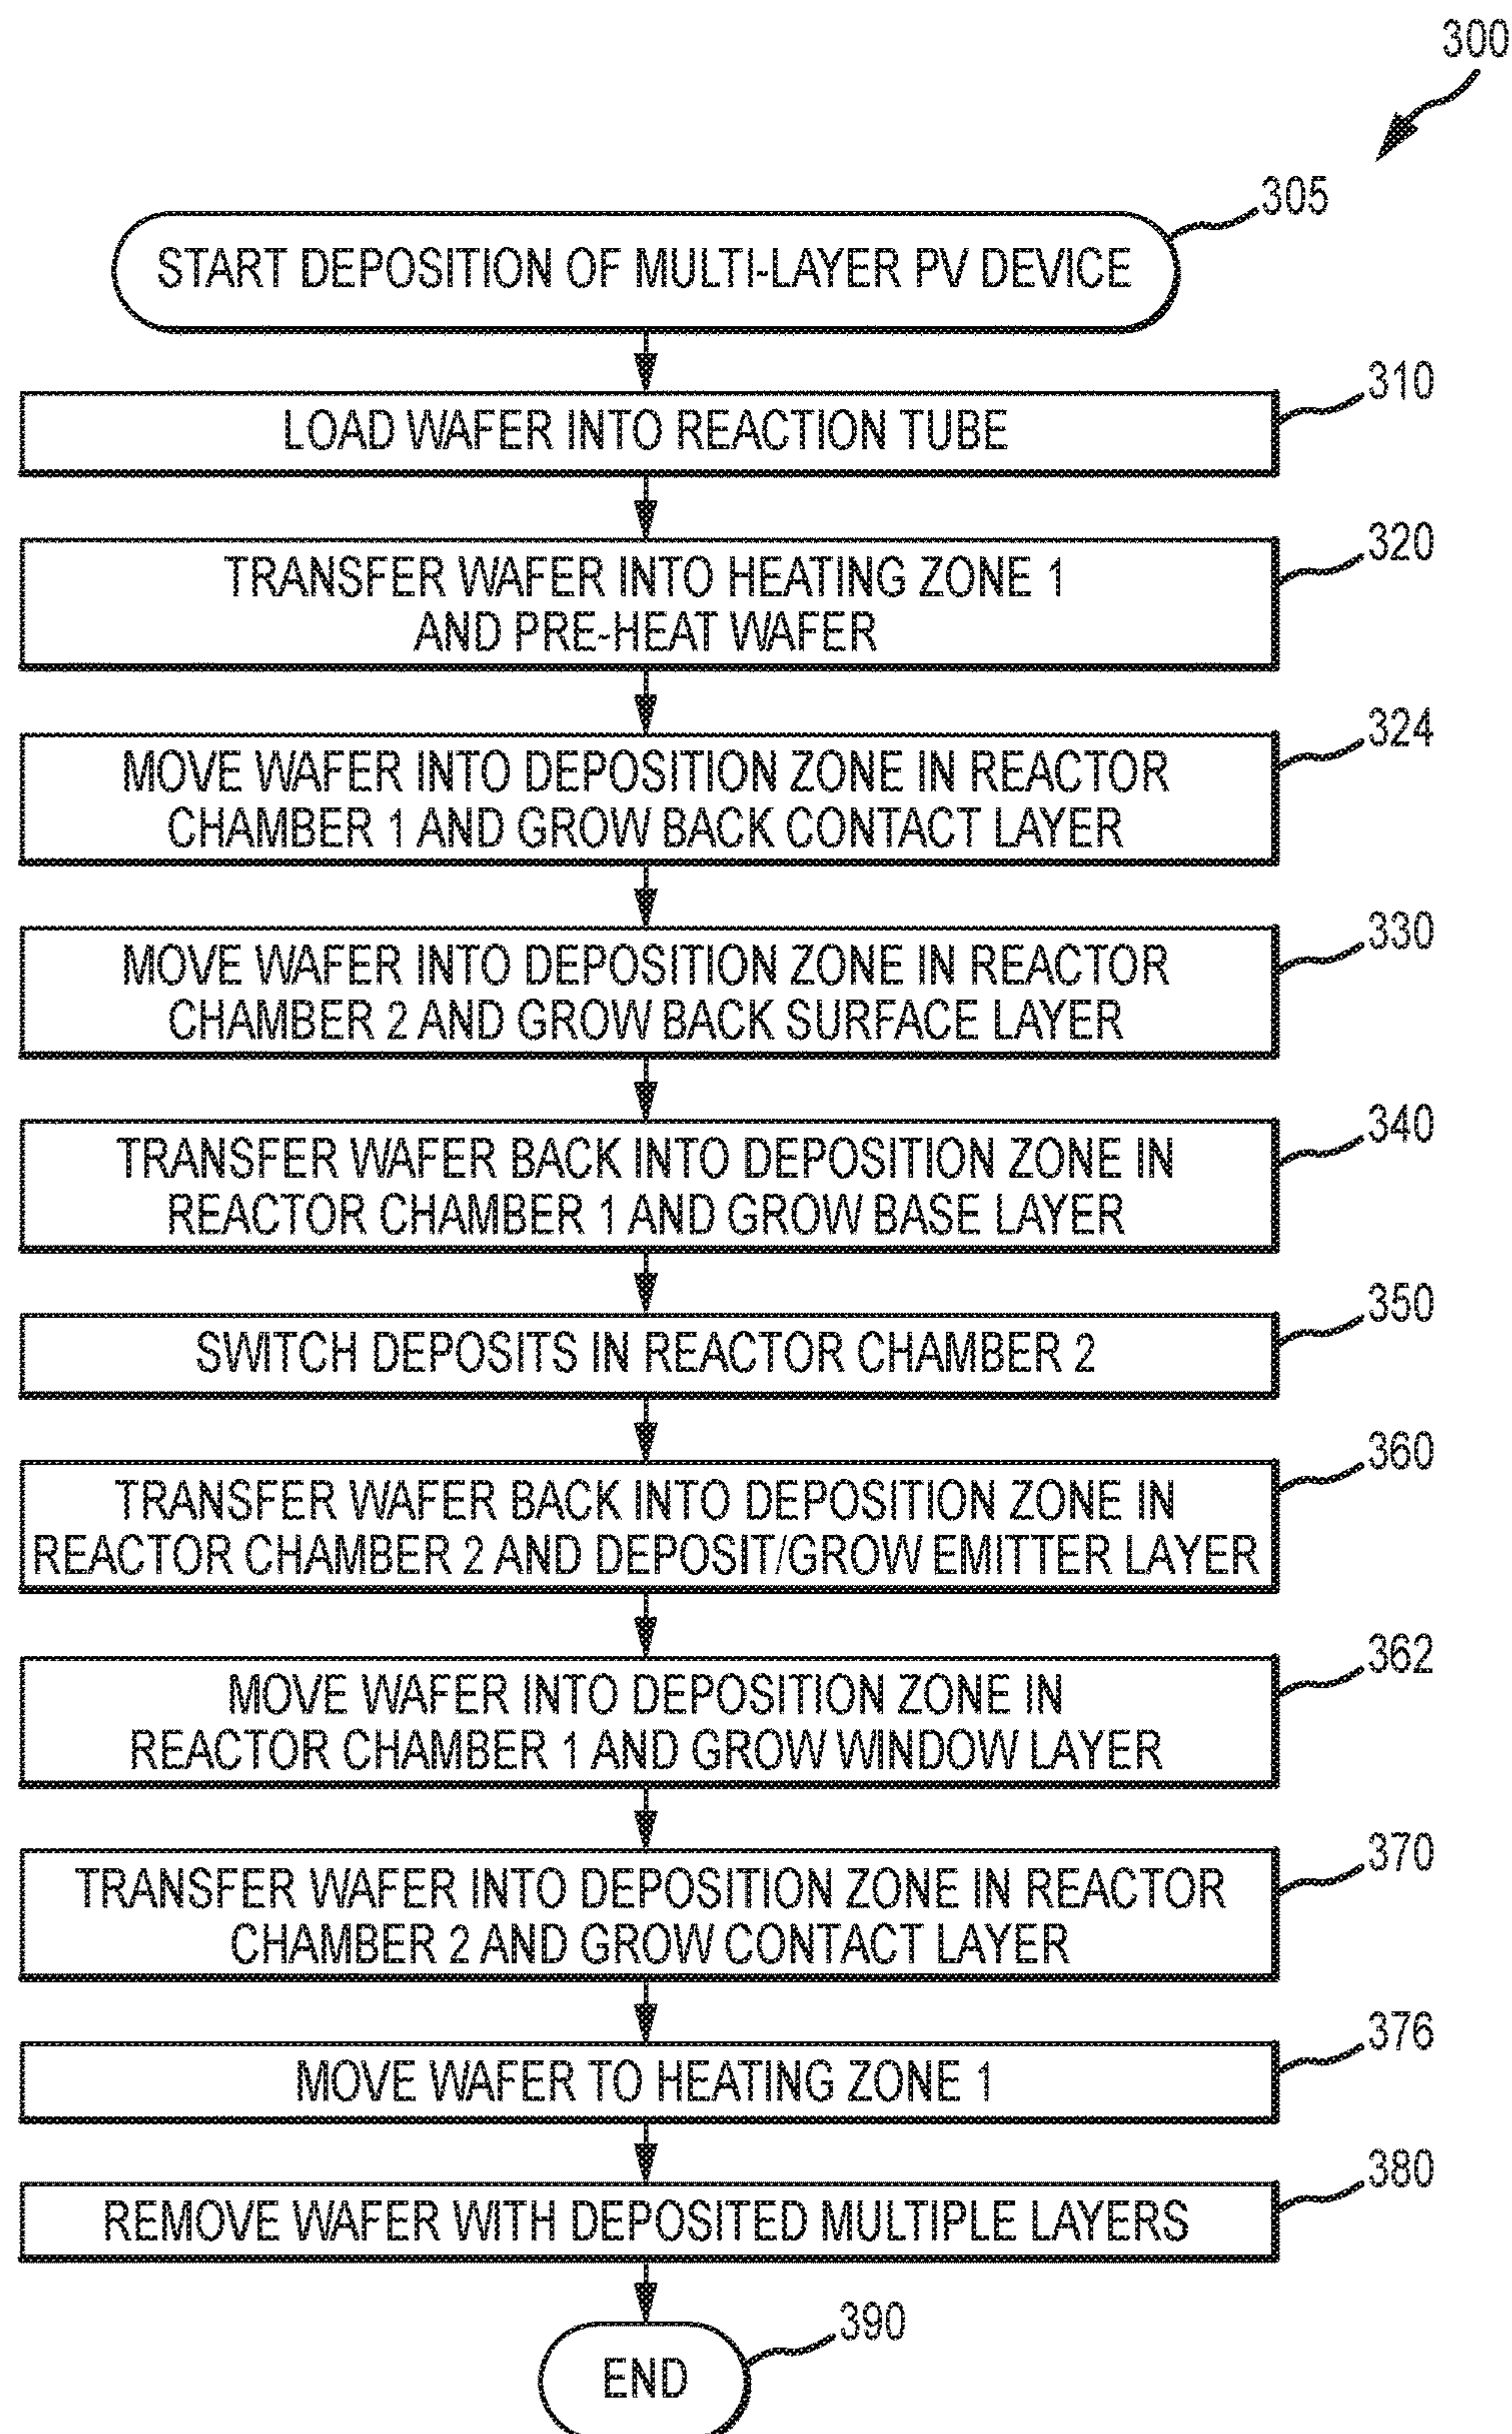 300
305
START DEPOSITION OF MULTI-LAYER PV DEVICE
310
LOAD WAFER INTO REACTION TUBE
320
TRANSFER WAFER INTO HEATING ZONE 1
AND PRE-HEAT WAFER
324
MOVE WAFER INTO DEPOSITION ZONE IN REACTOR
CHAMBER 1 AND GROW BACK CONTACT LAYER
330
MOVE WAFER INTO DEPOSITION ZONE IN REACTOR
CHAMBER 2 AND GROW BACK SURFACE LAYER
340
TRANSFER WAFER BACK INTO DEPOSITION ZONE IN
REACTOR CHAMBER 1 AND GROW BASE LAYER
350
SWITCH DEPOSITS IN REACTOR CHAMBER 2
360
TRANSFER WAFER BACK INTO DEPOSITION ZONE IN
REACTOR CHAMBER 2 AND DEPOSIT/GROW EMITTER LAYER
362
MOVE WAFER INTO DEPOSITION ZONE IN
REACTOR CHAMBER 1 AND GROW WINDOW LAYER
370
TRANSFER WAFER INTO DEPOSITION ZONE IN REACTOR
CHAMBER 2 AND GROW CONTACT LAYER
376
MOVE WAFER TO HEATING ZONE 1
380
REMOVE WAFER WITH DEPOSITED MULTIPLE LAYERS
390
END